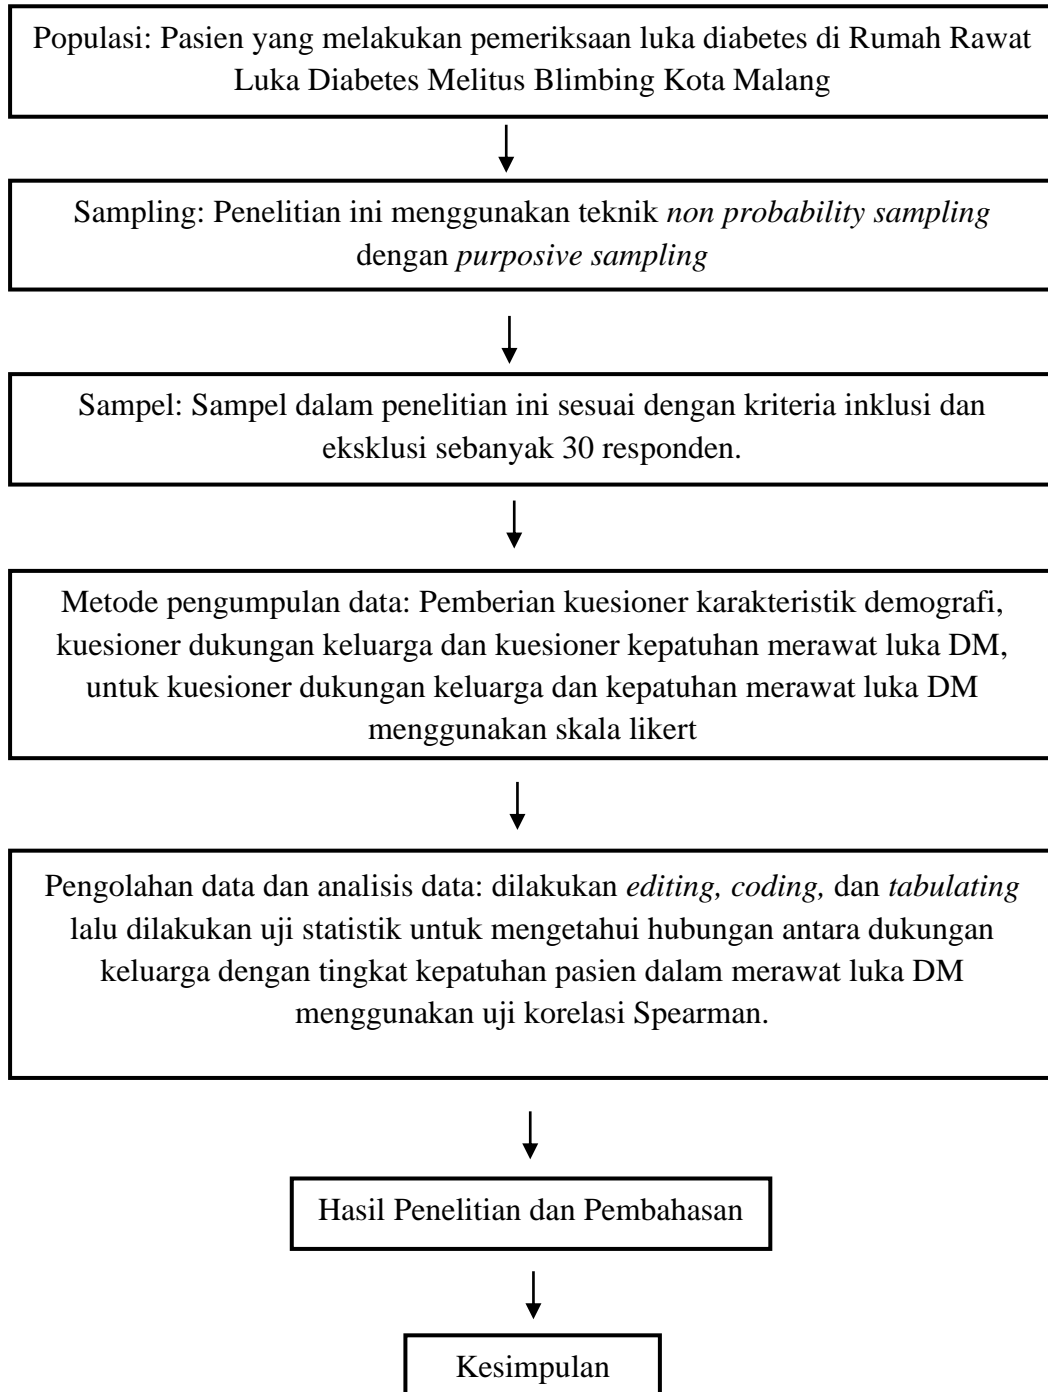 Populasi: Pasien yang melakukan pemeriksaan luka diabetes di Rumah Rawat
Luka Diabetes Melitus Blimbing Kota Malang
Sampling: Penelitian ini menggunakan teknik non probability sampling
dengan purposive sampling
Sampel: Sampel dalam penelitian ini sesuai dengan kriteria inklusi dan
eksklusi sebanyak 30 responden.
Metode pengumpulan data: Pemberian kuesioner karakteristik demografi,
kuesioner dukungan keluarga dan kuesioner kepatuhan merawat luka DM,
untuk kuesioner dukungan keluarga dan kepatuhan merawat luka DM
menggunakan skala likert
Pengolahan data dan analisis data: dilakukan editing, coding, dan tabulating
lalu dilakukan uji statistik untuk mengetahui hubungan antara dukungan
keluarga dengan tingkat kepatuhan pasien dalam merawat luka DM
menggunakan uji korelasi Spearman.
Hasil Penelitian dan Pembahasan
Kesimpulan